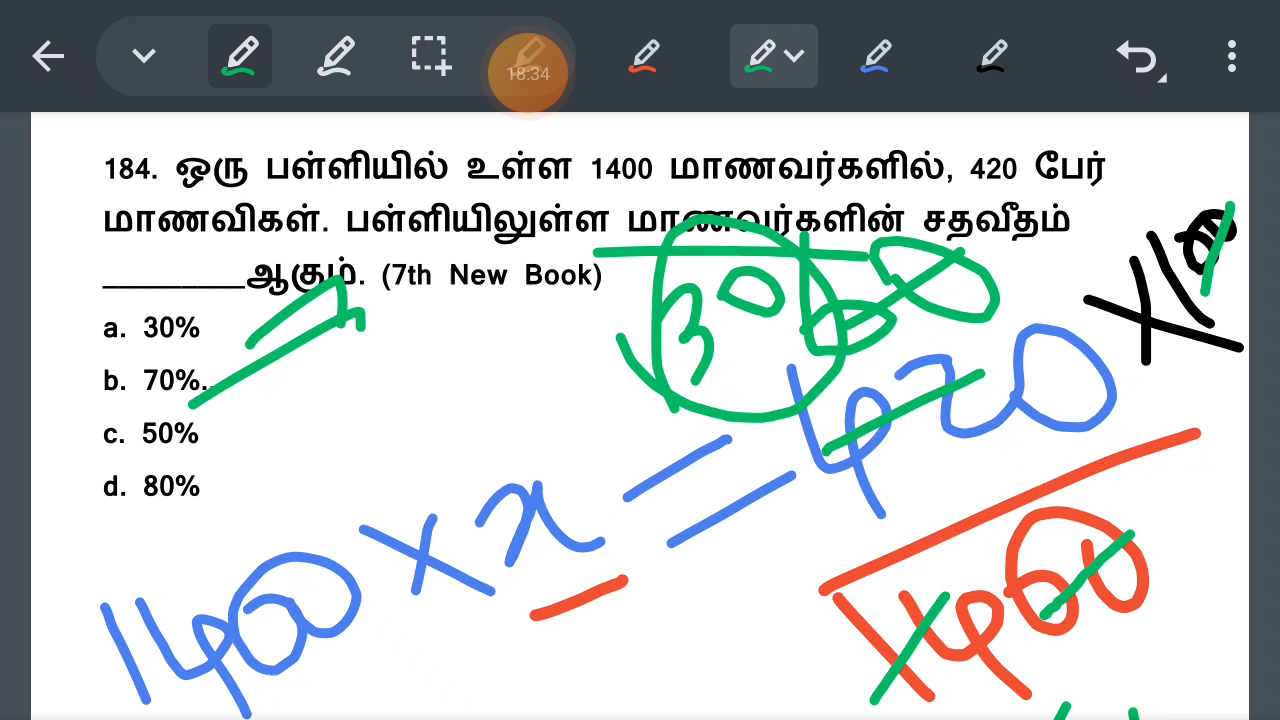 18:34
184. ஒரு பள்ளியில் உள்ள 1400 மாணவர்களில், 420 பேர்
மாணவிகள். பள்ளியிலுள்ள மாணவர்களின் சதவீதம்
_________ஆகும். (7th New Book)
a. 30%
b. 70%..
c. 50%
d. 80%
30%
1400 × x = 420
1400